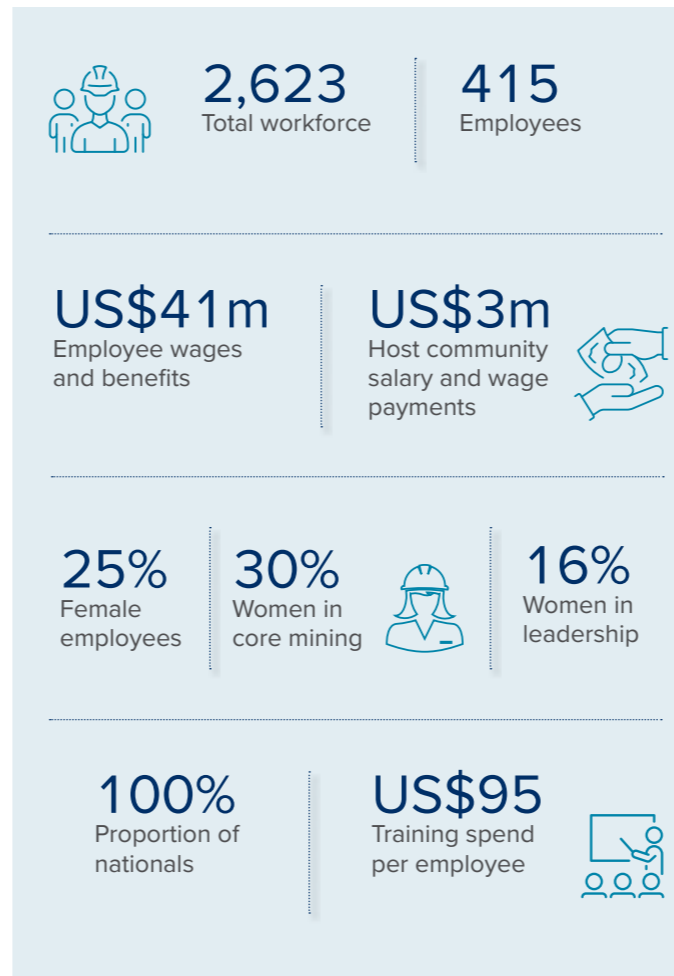 2,623
Total workforce
415
Employees
US$41m
Employee wages
and benefits
US$3m
Host community
salary and wage
payments
25%
Female
employees
30%
Women in
core mining
16%
Women in
leadership
100%
Proportion of
nationals
US$95
Training spend
per employee